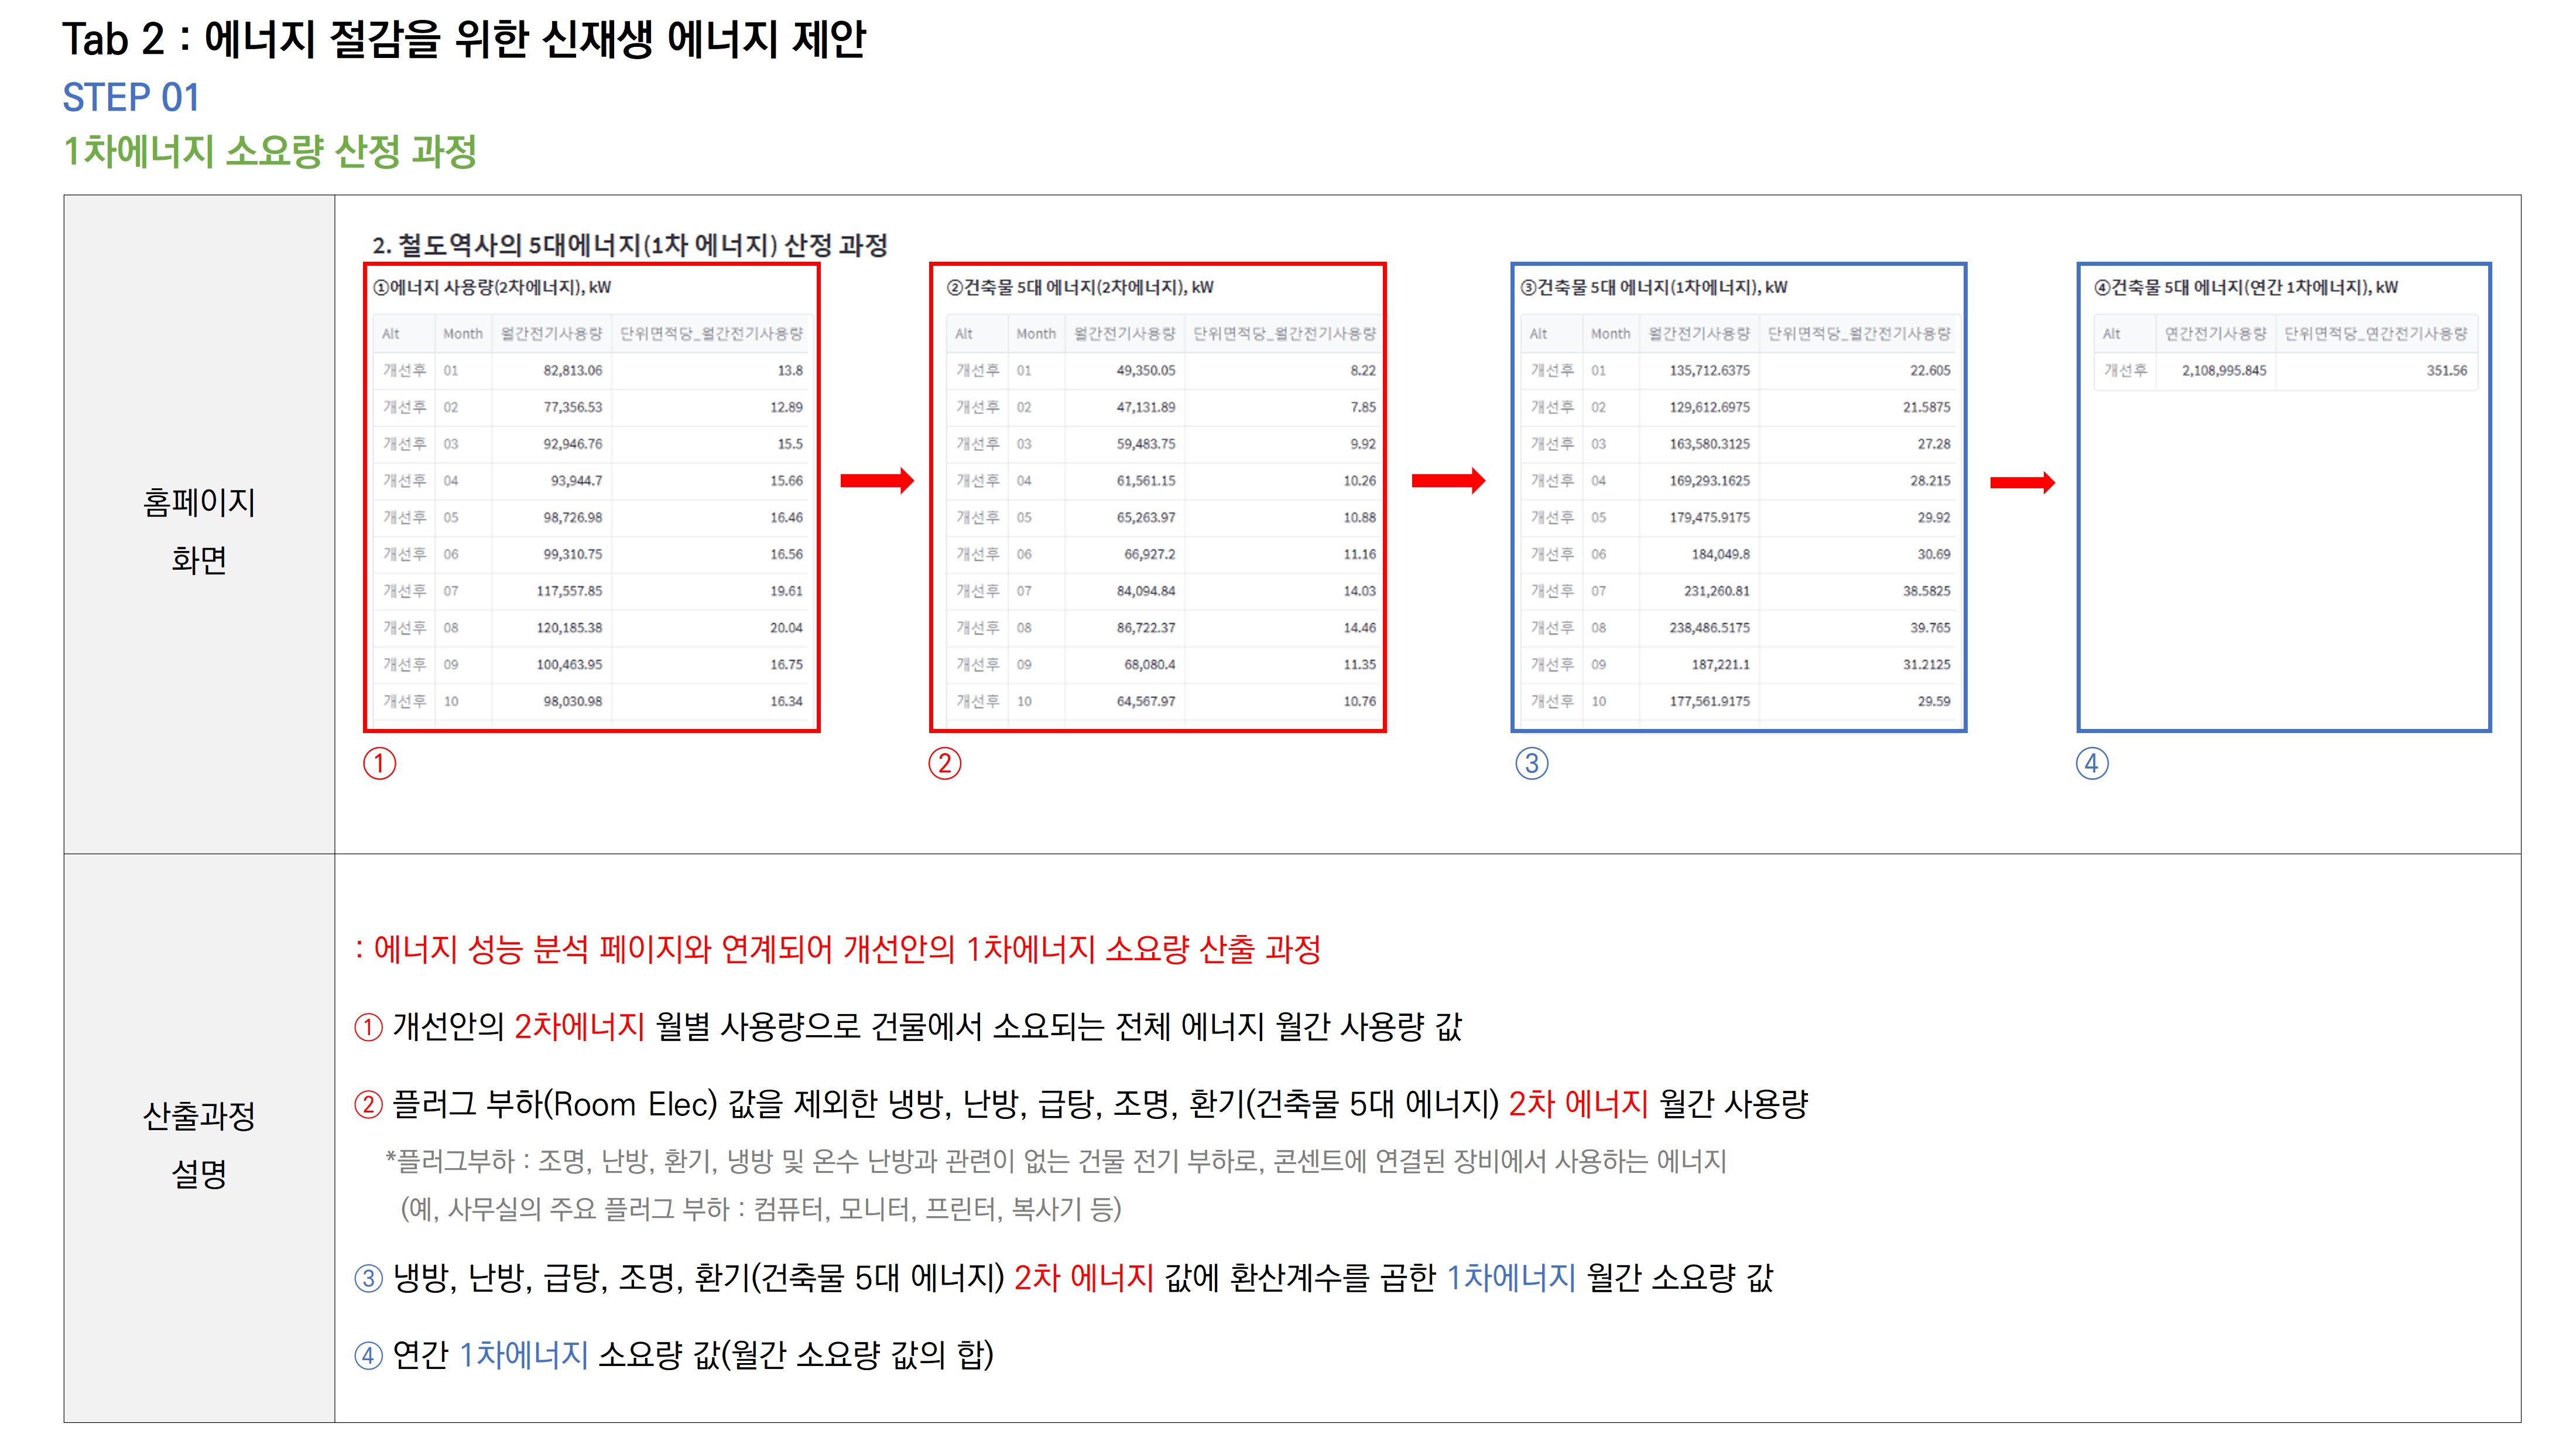 Tab 2 : 에너지 절감을 위한 신재생 에너지 제안
STEP 01
1차에너지 소요량 산정 과정
홈페이지
화면
2. 철도역사의 5대에너지(1차 에너지) 산정 과정
①에너지 사용량(2차에너지), kW
Alt Month 월간전기사용량 단위면적당_월간전기사용량
개선후 01 82,813.06 13.8
개선후 02 77,356.53 12.89
개선후 03 92,946.76 15.5
개선후 04 93,944.7 15.66
개선후 05 98,726.98 16.46
개선후 06 99,310.75 16.56
개선후 07 117,557.85 19.61
개선후 08 120,185.38 20.04
개선후 09 100,463.95 16.75
개선후 10 98,030.98 16.34
①
②건축물 5대 에너지(2차에너지), kW
Alt Month 월간전기사용량 단위면적당_월간전기사용량
개선후 01 49,350.05 8.22
개선후 02 47,131.89 7.85
개선후 03 59,483.75 9.92
개선후 04 61,561.15 10.26
개선후 05 65,263.97 10.88
개선후 06 66,927.2 11.16
개선후 07 84,094.84 14.03
개선후 08 86,722.37 14.46
개선후 09 68,080.4 11.35
개선후 10 64,567.97 10.76
②
③건축물 5대 에너지(1차에너지), kW
Alt Month 월간전기사용량 단위면적당_월간전기사용량
개선후 01 135,712.6375 22.605
개선후 02 129,612.6975 21.5875
개선후 03 163,580.3125 27.28
개선후 04 169,293.1625 28.215
개선후 05 179,475.9175 29.92
개선후 06 184,049.8 30.69
개선후 07 231,260.81 38.5825
개선후 08 238,486.5175 39.765
개선후 09 187,221.1 31.2125
개선후 10 177,561.9175 29.59
③
④건축물 5대 에너지(연간 1차에너지), kW
Alt 연간전기사용량 단위면적당_연간전기사용량
개선후 2,108,995.845 351.56
④
산출과정
설명
: 에너지 성능 분석 페이지와 연계되어 개선안의 1차에너지 소요량 산출 과정
① 개선안의 2차에너지 월별 사용량으로 건물에서 소요되는 전체 에너지 월간 사용량 값
② 플러그 부하(Room Elec) 값을 제외한 냉방, 난방, 급탕, 조명, 환기(건축물 5대 에너지) 2차 에너지 월간 사용량
*플러그부하 : 조명, 난방, 환기, 냉방 및 온수 난방과 관련이 없는 건물 전기 부하로, 콘센트에 연결된 장비에서 사용하는 에너지
(예, 사무실의 주요 플러그 부하 : 컴퓨터, 모니터, 프린터, 복사기 등)
③ 냉방, 난방, 급탕, 조명, 환기(건축물 5대 에너지) 2차 에너지 값에 환산계수를 곱한 1차에너지 월간 소요량 값
④ 연간 1차에너지 소요량 값(월간 소요량 값의 합)